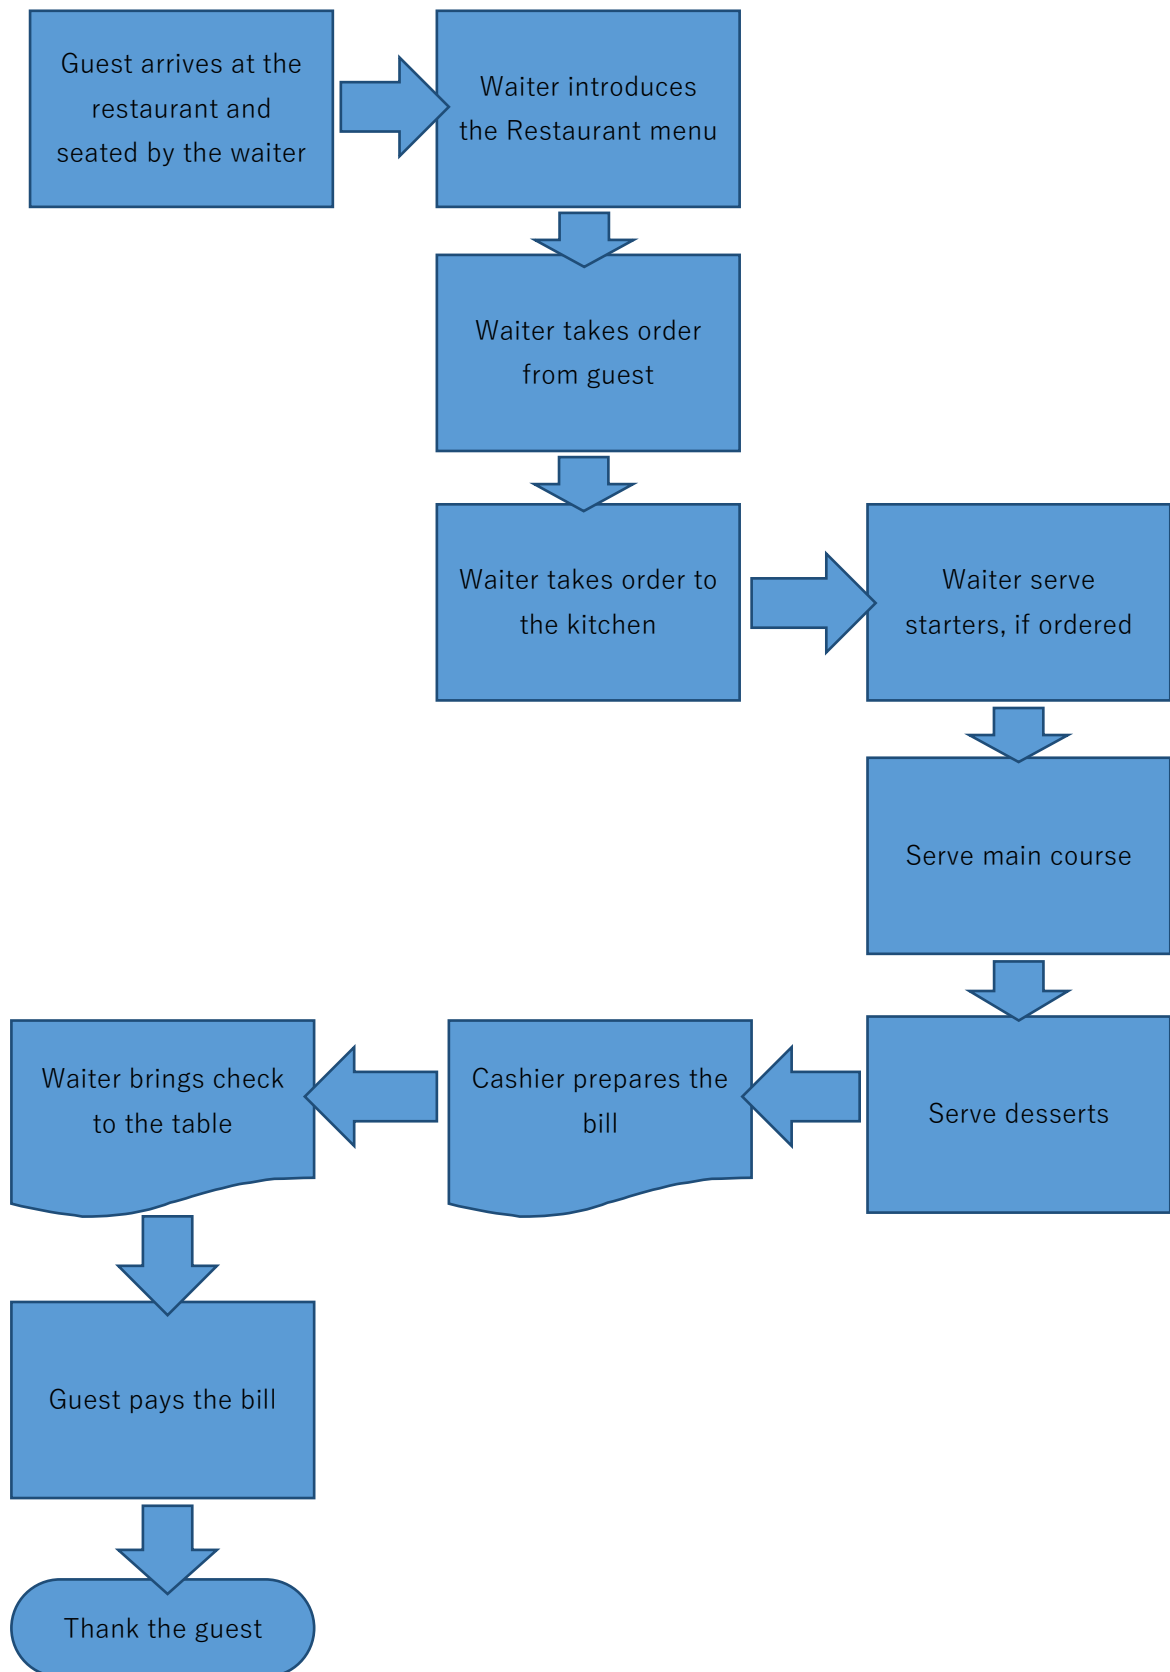 Guest arrives at the
restaurant and
seated by the waiter
Waiter introduces
the Restaurant menu
Waiter takes order
from guest
Waiter takes order to
the kitchen
Waiter serve
starters, if ordered
Serve main course
Serve desserts
Cashier prepares the
bill
Waiter brings check
to the table
Guest pays the bill
Thank the guest